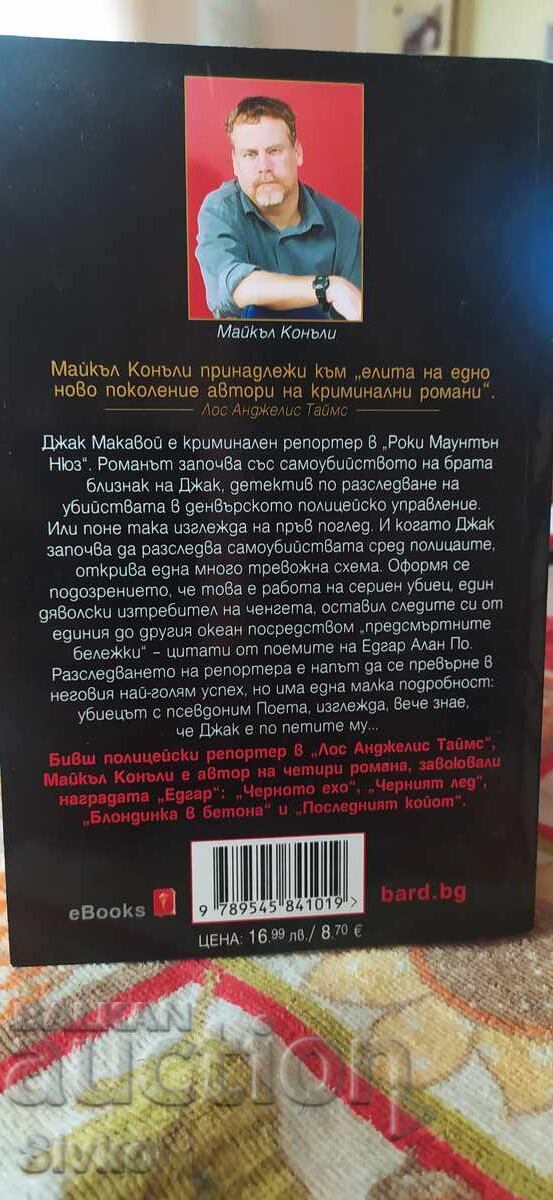 Майкъл Конъли
Майкъл Конъли принадлежи към „елита на едно
ново поколение автори на криминални романи“.
Лос Анджелис Таймс
Джак Макавой е криминален репортер в „Роки Маунтън
Нюз“. Романът започва със самоубийството на брата
близнак на Джак, детектив по разследване на
убийствата в денвърското полицейско управление.
Или поне така изглежда на пръв поглед. И когато Джак
започва да разследва самоубийствата сред полицаите,
открива една много тревожна схема. Оформя се
подозрението, че това е работа на сериен убиец, един
дяволски изтребител на ченгета, оставил следите си от
единия до другия океан посредством „предсмъртните
бележки“ – цитати от поемите на Едгар Алан По.
Разследването на репортера е напът да се превърне в
неговия най-голям успех, но има една малка подробност:
убиецът с псевдоним Поета, изглежда, вече знае,
че Джак е по петите му...
Бивш полицейски репортер в „Лос Анджелис Таймс“,
Майкъл Конъли е автор на четири романа, завоювали
наградата „Едгар“: „Черното ехо“, „Черният лед“,
„Блондинка в бетона“ и „Последният койот“.
eBooks
9 789545 841019 >
bard.bg
ЦЕНА: 16.99 лв./ 8.70 €
BALKAN
auction
Slvko